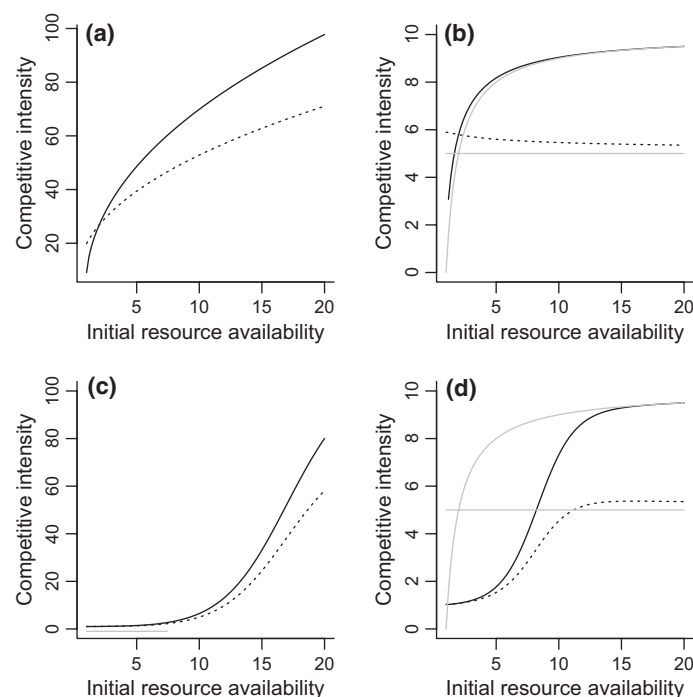 (a)
Competitive intensity
100
80
60
40
20
5 10 15 20
Initial resource availability
(b)
Competitive intensity
10
8
6
4
2
0
5 10 15 20
Initial resource availability
(c)
Competitive intensity
100
80
60
40
20
0
5 10 15 20
Initial resource availability
(d)
Competitive intensity
10
8
6
4
2
0
5 10 15 20
Initial resource availability